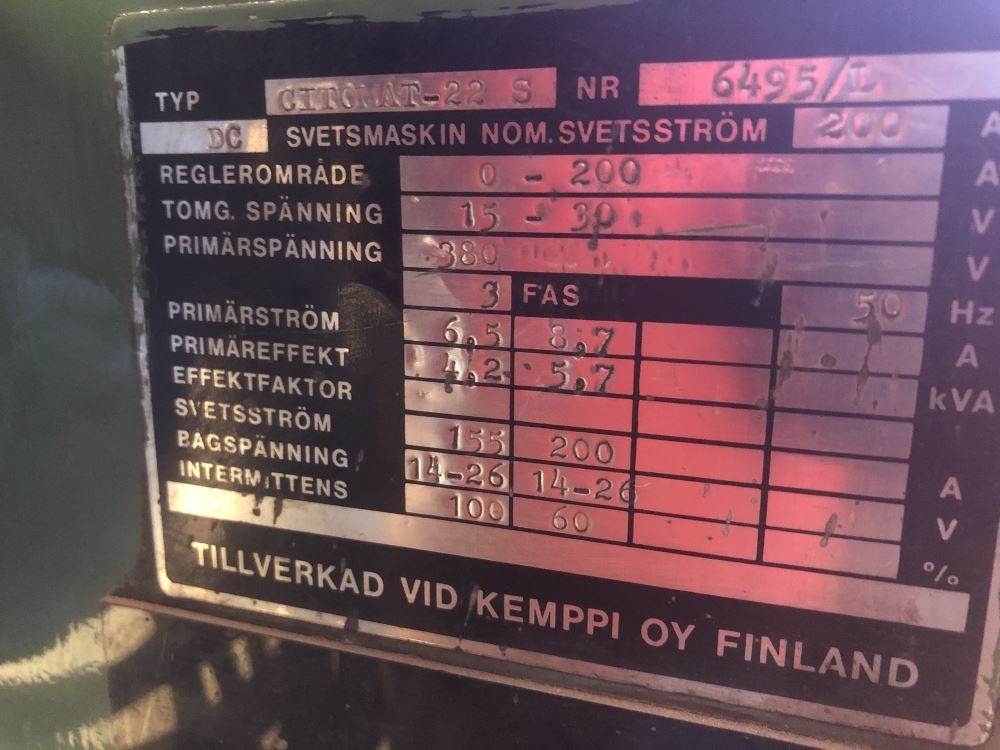 TYP CITOMAT-22 S NR 6495/L
DC SVETSMASKIN NOM. SVETSSTRÖM 200 A
REGLEROMRÅDE 0 - 200 A
TOMG. SPÄNNING 15 - 30 V
PRIMÄRSPÄNNING 380 V
3 FAS 50 Hz
PRIMÄRSTRÖM 6,5 8,7 A
PRIMÄREFFEKT 4,2 5,7 kVA
EFFEKTFAKTOR
SVETSSTRÖM 155 200 A
BAGSPÄNNING 14-26 14-26 V
INTERMITTENS 100 60 %
TILLVERKAD VID KEMPPI OY FINLAND